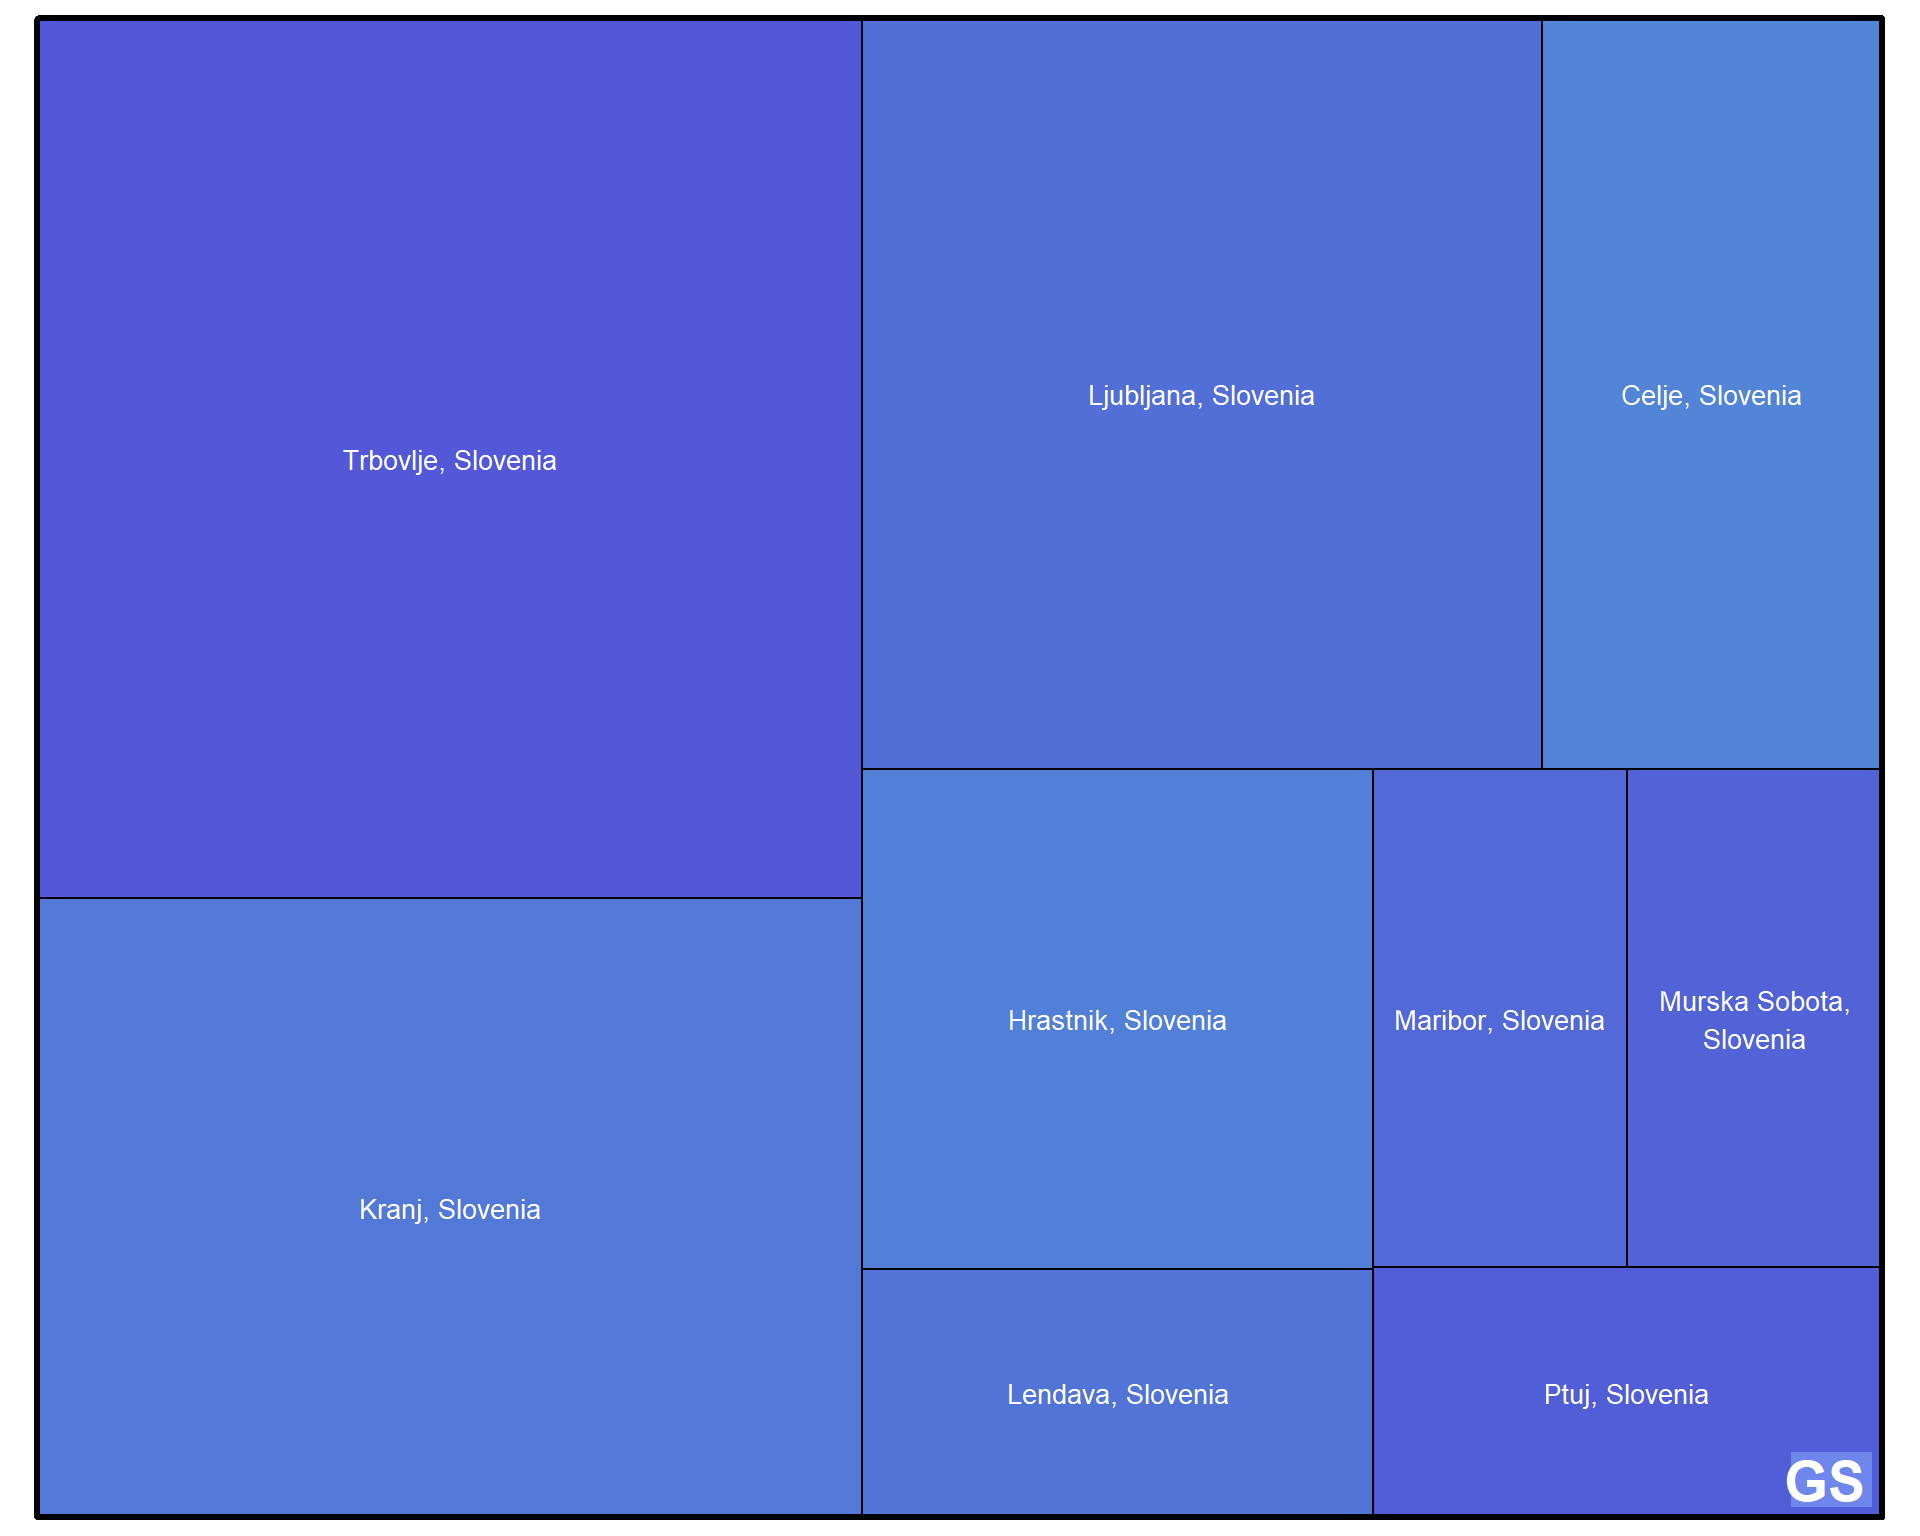 Trbovlje, Slovenia
Ljubljana, Slovenia
Celje, Slovenia
Kranj, Slovenia
Hrastnik, Slovenia
Maribor, Slovenia
Murska Sobota,
Slovenia
Lendava, Slovenia
Ptuj, Slovenia
GS